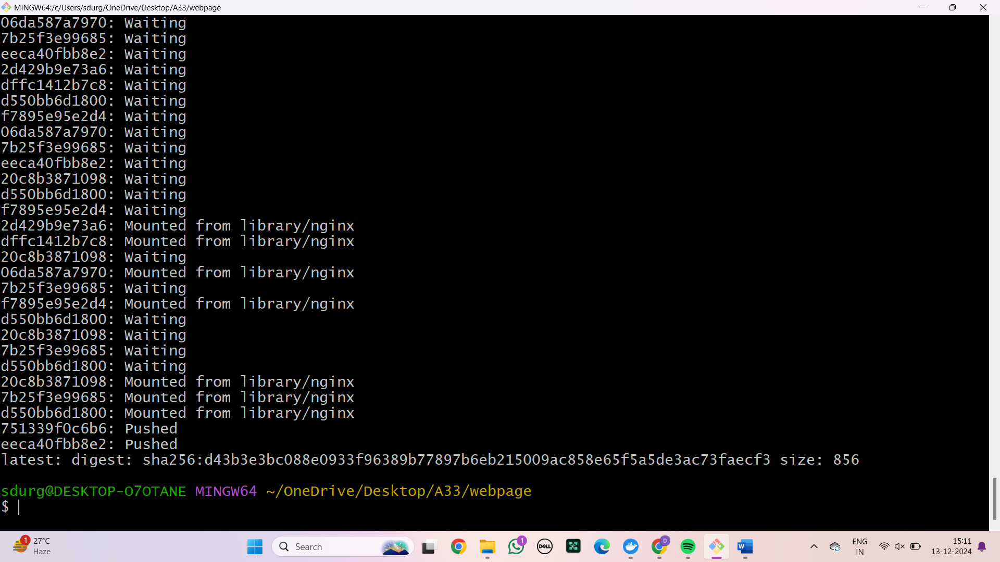 MINGW64:/c/Users/sdurg/OneDrive/Desktop/A33/webpage
06da587a7970: Waiting
7b25f3e99685: Waiting
eeca40fbb8e2: Waiting
2d429b9e73a6: Waiting
dffc1412b7c8: Waiting
d550bb6d1800: Waiting
f7895e95e2d4: Waiting
06da587a7970: Waiting
7b25f3e99685: Waiting
eeca40fbb8e2: Waiting
20c8b3871098: Waiting
d550bb6d1800: Waiting
f7895e95e2d4: Waiting
2d429b9e73a6: Mounted from library/nginx
dffc1412b7c8: Mounted from library/nginx
20c8b3871098: Waiting
06da587a7970: Mounted from library/nginx
7b25f3e99685: Waiting
f7895e95e2d4: Mounted from library/nginx
d550bb6d1800: Waiting
20c8b3871098: Waiting
7b25f3e99685: Waiting
d550bb6d1800: Waiting
20c8b3871098: Mounted from library/nginx
7b25f3e99685: Mounted from library/nginx
d550bb6d1800: Mounted from library/nginx
751339f0c6b6: Pushed
eeca40fbb8e2: Pushed
latest: digest: sha256:d43b3e3bc088e0933f96389b77897b6eb215009ac858e65f5a5de3ac73faecf3 size: 856
sdurg@DESKTOP-O7OTANE MINGW64 ~/OneDrive/Desktop/A33/webpage
$
1
27°C
Haze
Search
1
DELL
D
W
ENG
IN
15:11
13-12-2024